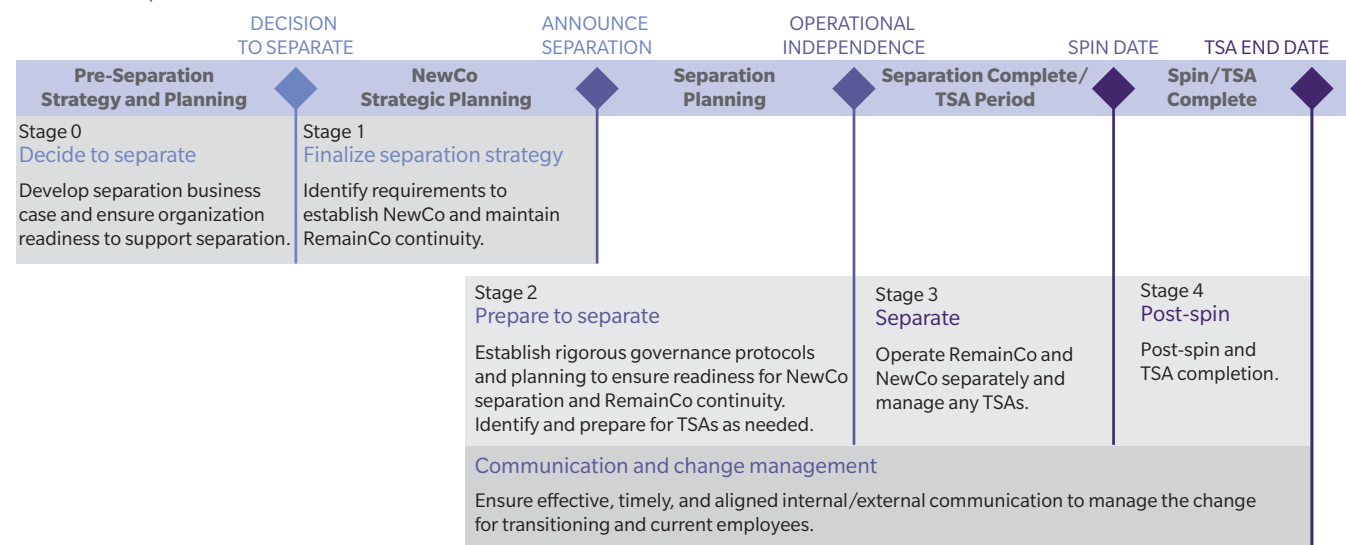 DECISION
TO SEPARATE
ANNOUNCE
SEPARATION
OPERATIONAL
INDEPENDENCE
SPIN DATE
TSA END DATE
Pre-Separation
Strategy and Planning
NewCo
Strategic Planning
Separation
Planning
Separation Complete/
TSA Period
Spin/TSA
Complete
Stage 0
Decide to separate
Develop separation business
case and ensure organization
readiness to support separation.
Stage 1
Finalize separation strategy
Identify requirements to
establish NewCo and maintain
RemainCo continuity.
Stage 2
Prepare to separate
Establish rigorous governance protocols
and planning to ensure readiness for NewCo
separation and RemainCo continuity.
Identify and prepare for TSAs as needed.
Stage 3
Separate
Operate RemainCo and
NewCo separately and
manage any TSAs.
Stage 4
Post-spin
Post-spin and
TSA completion.
Communication and change management
Ensure effective, timely, and aligned internal/external communication to manage the change
for transitioning and current employees.